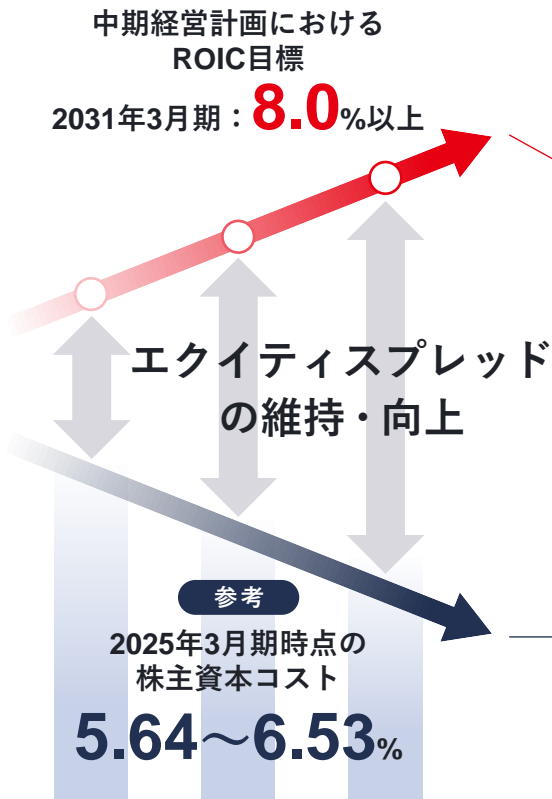 中期経営計画における
ROIC目標
2031年3月期：8.0%以上
エクイティスプレッド
の維持・向上
参考
2025年3月期時点の
株主資本コスト
5.64～6.53%